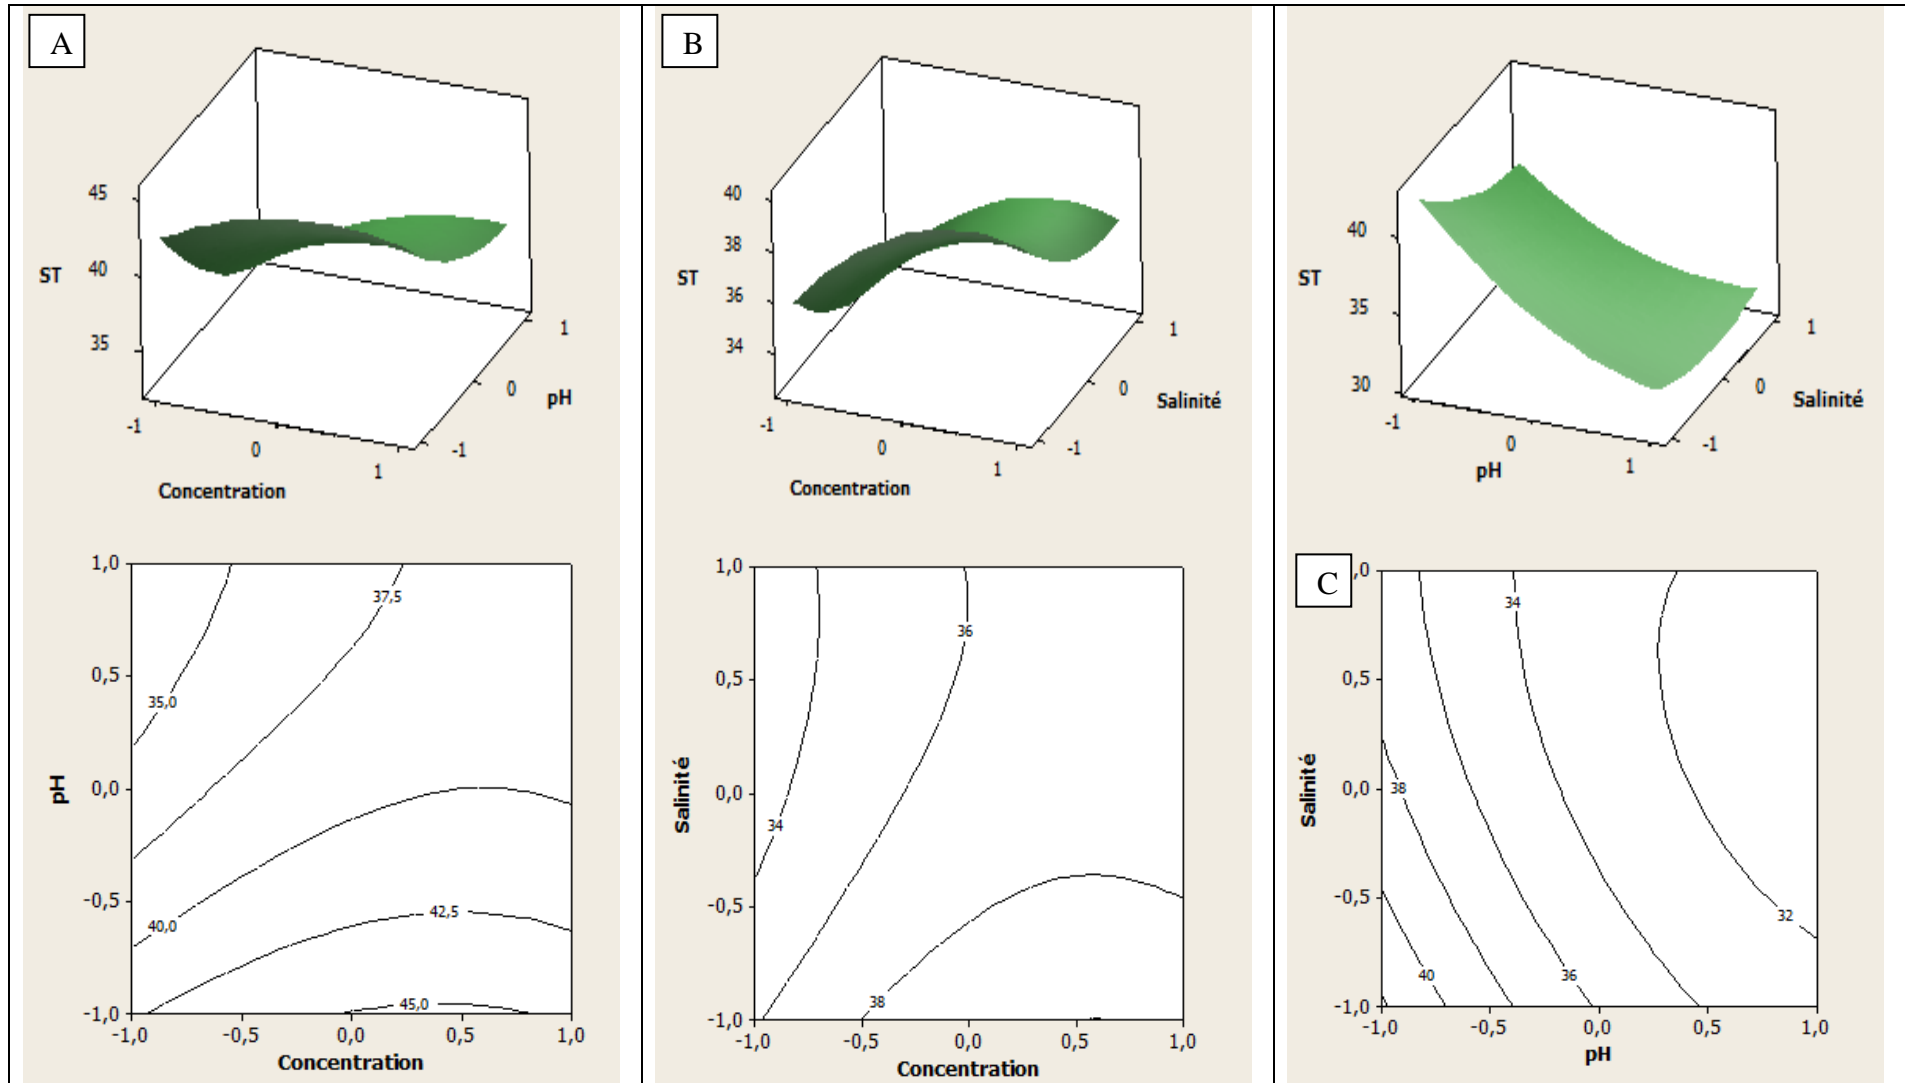 A
45
ST
40
35
1
0
pH
-1
-1
0
1
Concentration
B
40
38
ST
36
34
1
0
Salinité
-1
-1
0
1
Concentration
40
ST
35
30
1
0
Salinité
-1
-1
0
1
pH
1,0
37,5
0,5
35,0
pH
0,0
-0,5
42,5
40,0
45,0
-1,0
-1,0 -0,5 0,0 0,5 1,0
Concentration
1,0
36
0,5
Salinité
0,0
34
-0,5
38
-1,0
-1,0 -0,5 0,0 0,5 1,0
Concentration
C
,0
34
0,5
Salinité
0,0
38
-0,5
32
40
36
-1,0
-1,0 -0,5 0,0 0,5 1,0
pH